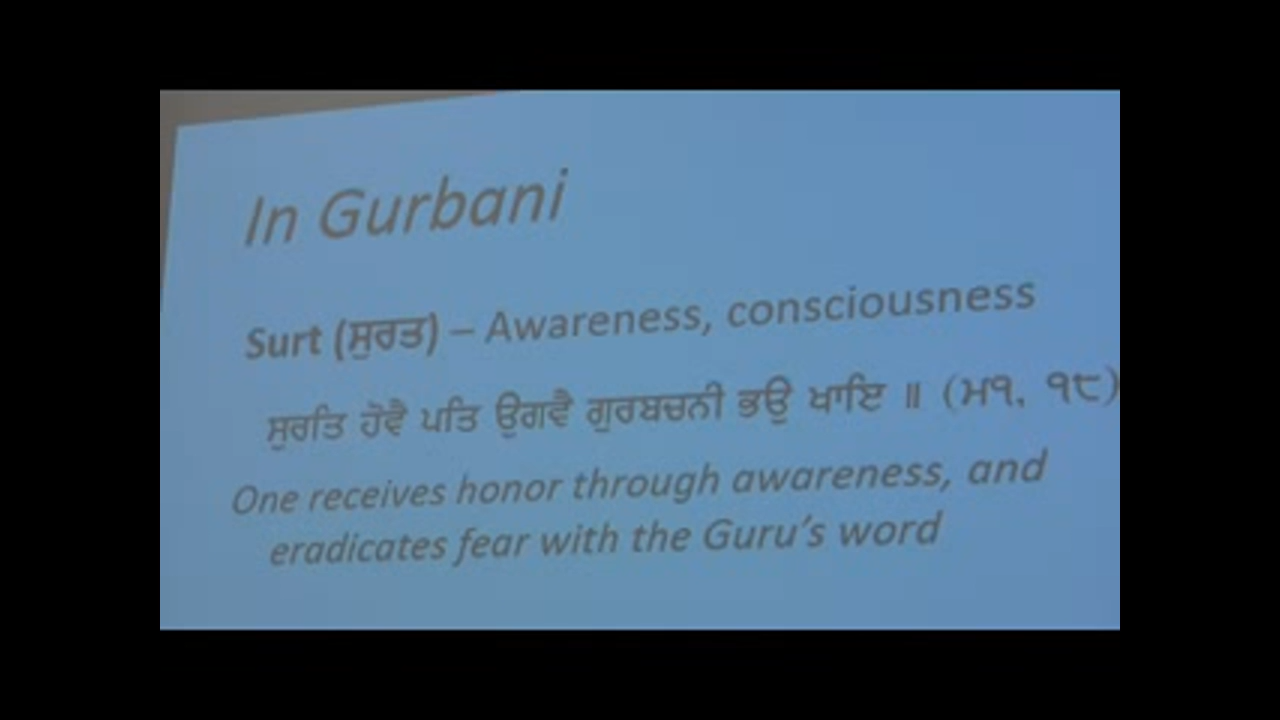 In Gurbani
Surt (ਸੁਰਤ) – Awareness, consciousness
ਸੁਰਤਿ ਹੋਵੈ ਪਤਿ ਉਗਵੈ ਗੁਰਬਚਨੀ ਭਉ ਖਾਇ ॥ (ਮ੧, ੧੮)
One receives honor through awareness, and
eradicates fear with the Guru’s word